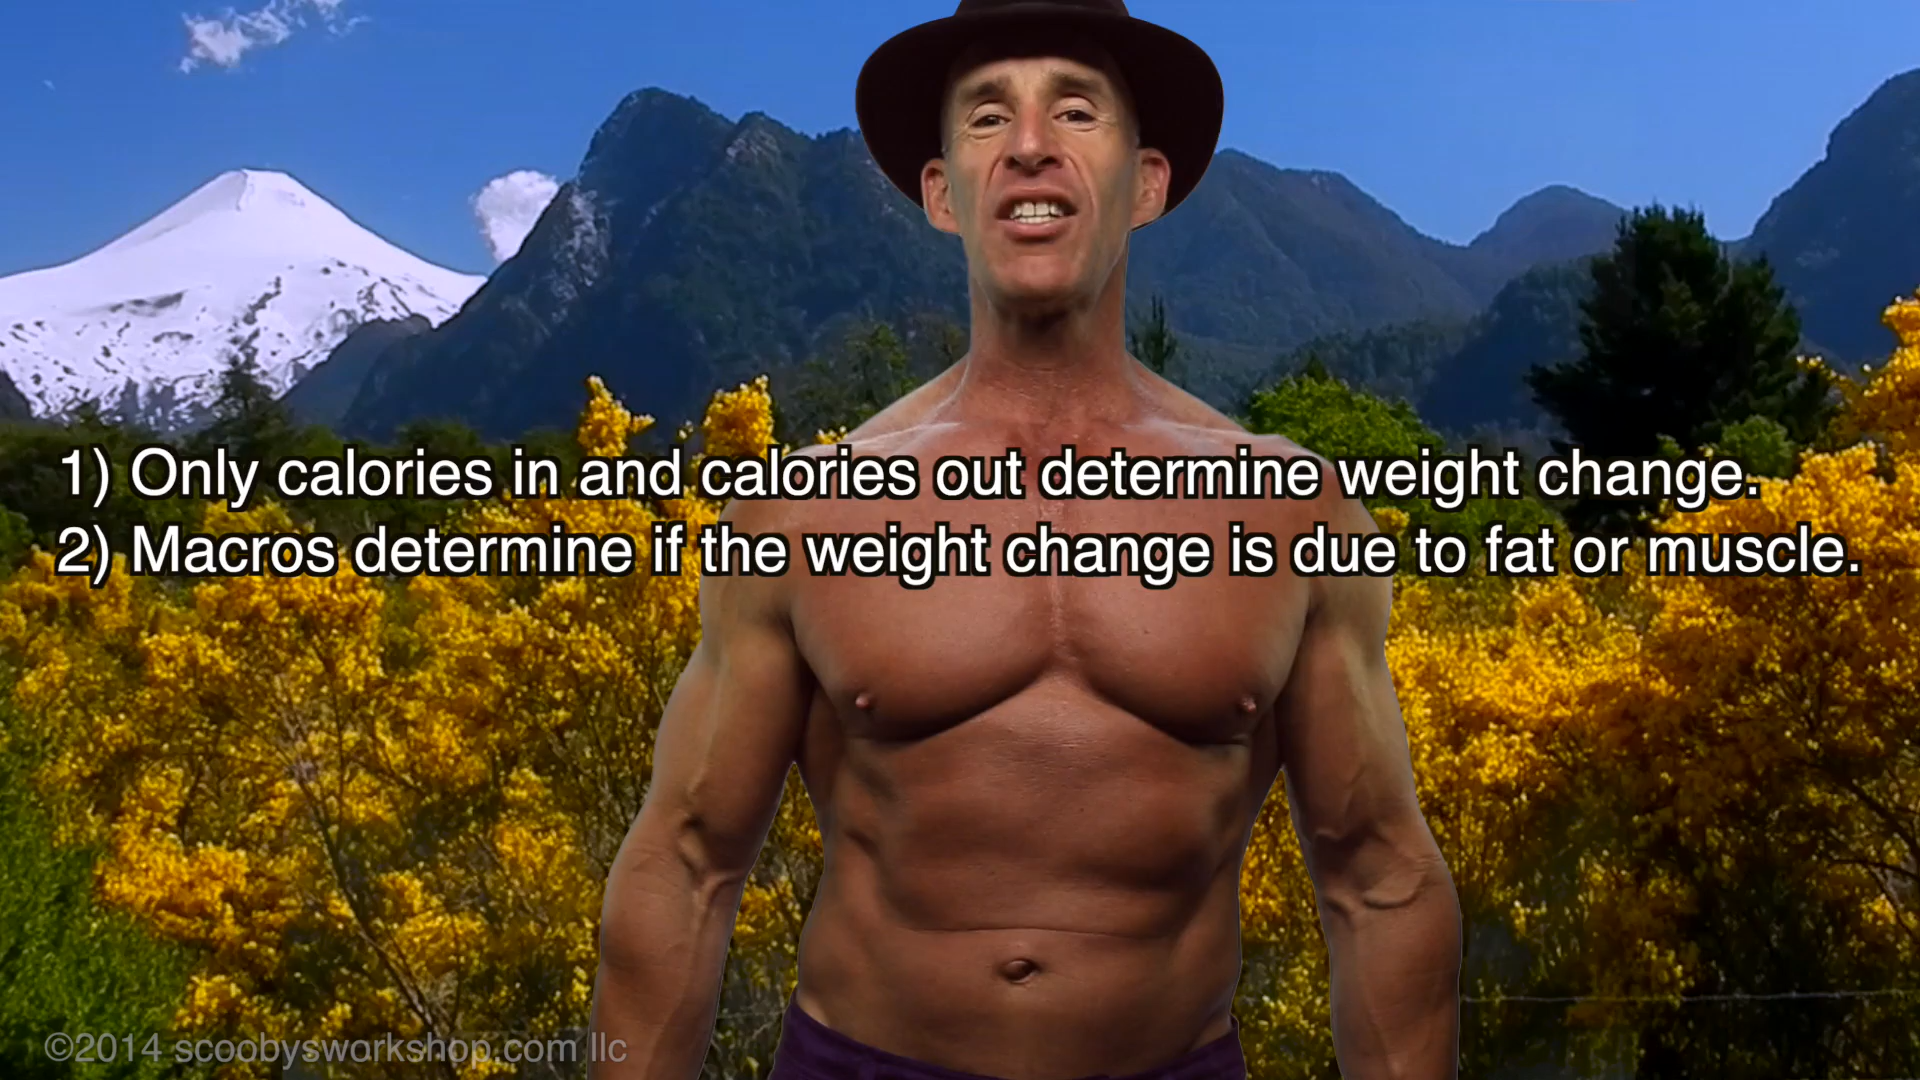 1) Only calories in and calories out determine weight change.
2) Macros determine if the weight change is due to fat or muscle.
©2014 scoobysworkshop.com llc